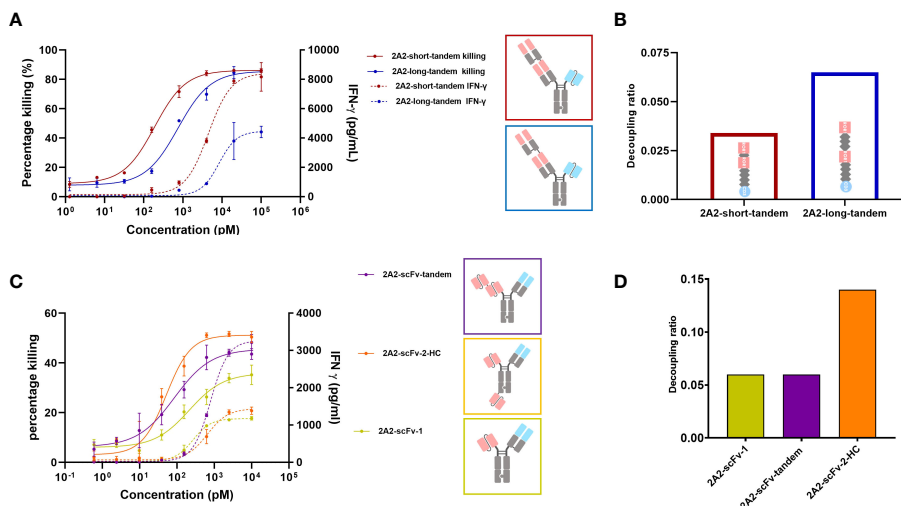 A
Percentage killing (%)
100
80
60
40
20
0
10⁰ 10¹ 10² 10³ 10⁴ 10⁵ 10⁶
Concentration (pM)
10000
8000
6000
4000
2000
0
IFN-γ (pg/mL)
2A2-short-tandem killing
2A2-long-tandem killing
2A2-short-tandem IFN-γ
2A2-long-tandem IFN-γ
B
Decoupling ratio
0.075
0.050
0.025
0.000
2A2-short-tandem 2A2-long-tandem
C
percentage killing
60
40
20
0
10⁻¹ 10⁰ 10¹ 10² 10³ 10⁴ 10⁵
Concentration (pM)
4000
3000
2000
1000
0
IFN γ (pg/ml)
2A2-scFv-tandem
2A2-scFv-2-HC
2A2-scFv-1
D
Decoupling ratio
0.15
0.10
0.05
0.00
2A2-scFv-1
2A2-scFv-tandem
2A2-scFv-2-HC